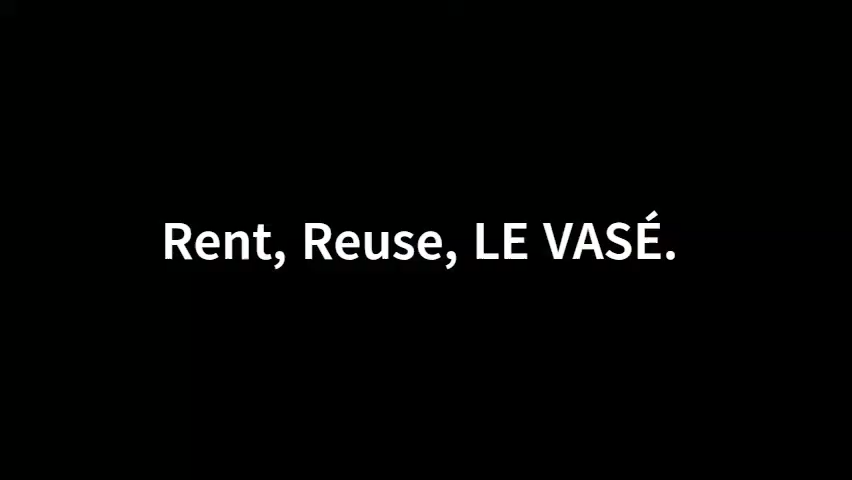 Rent, Reuse, LE VASÉ.